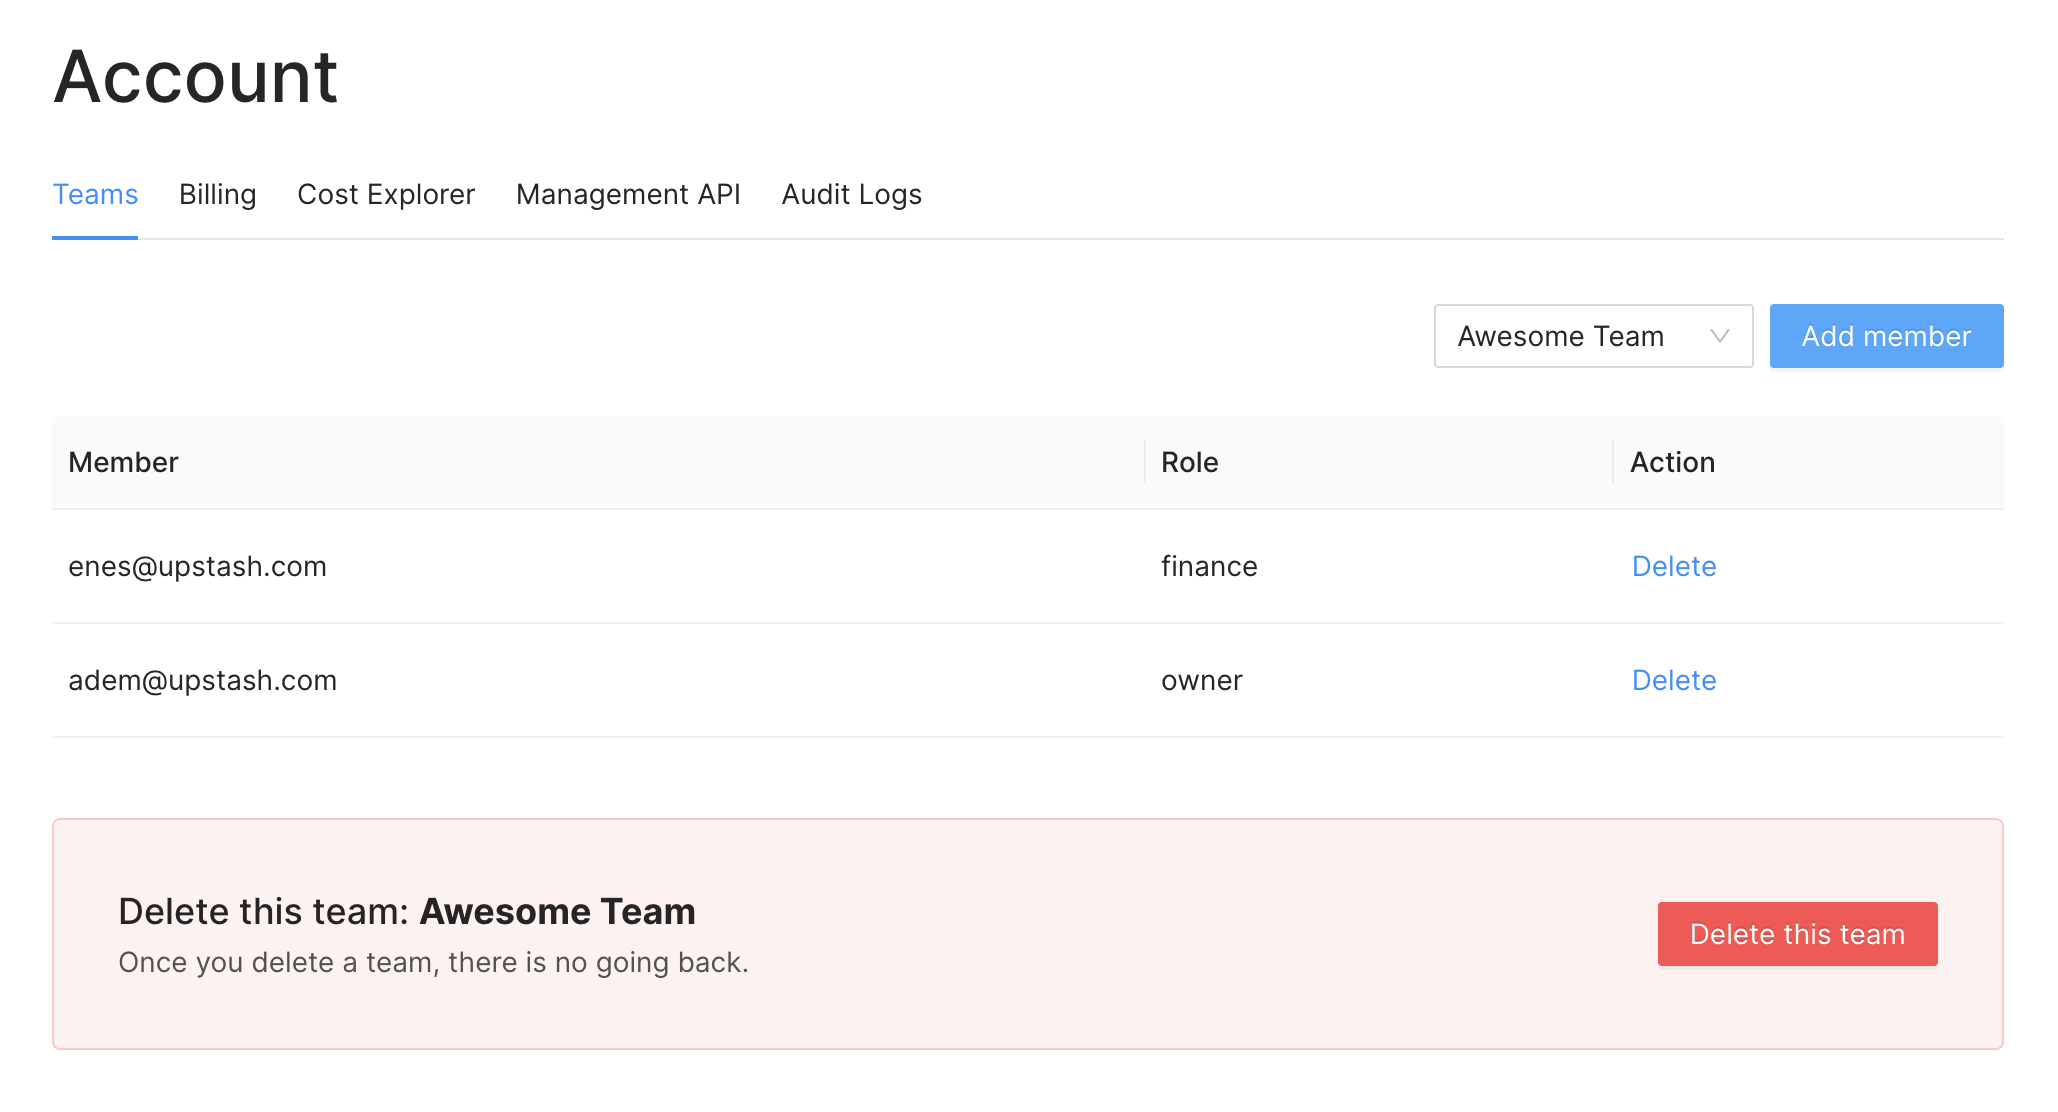 Account
Teams Billing Cost Explorer Management API Audit Logs
Awesome Team Add member
Member Role Action
enes@upstash.com finance Delete
adem@upstash.com owner Delete
Delete this team: Awesome Team
Once you delete a team, there is no going back.
Delete this team